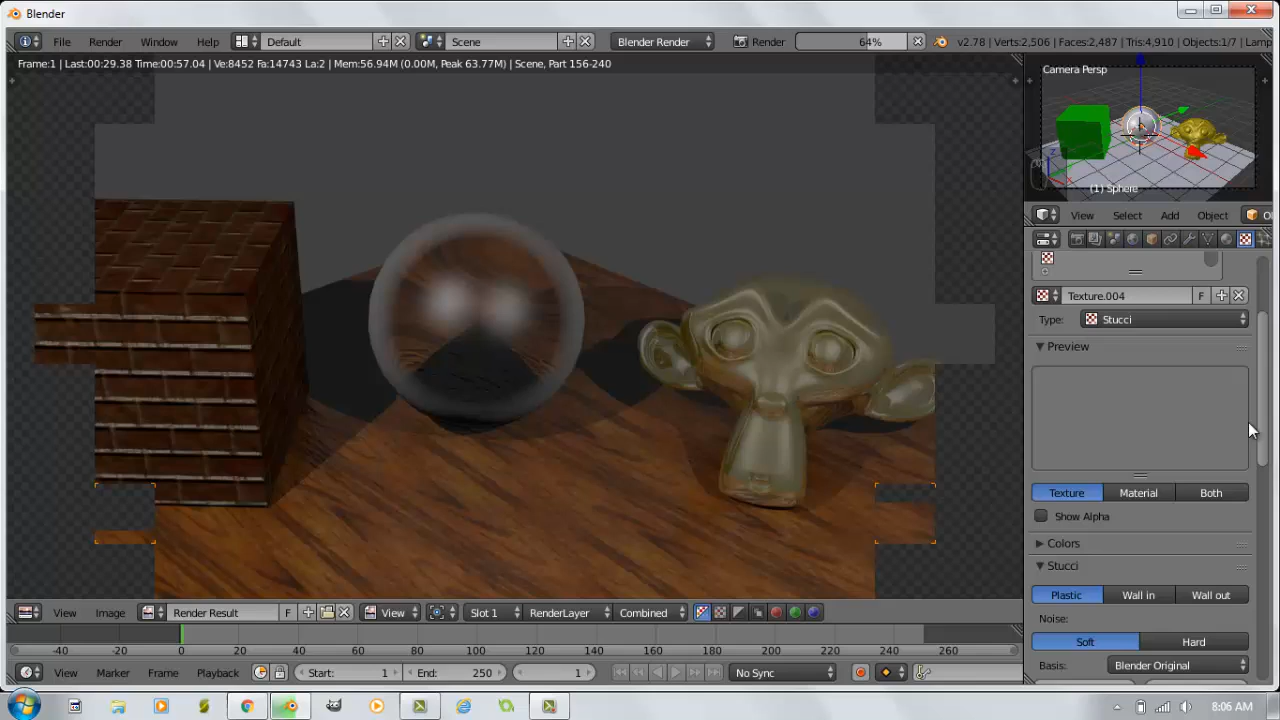 Blender
File Render Window Help Default Scene Blender Render Render 64% v2.78 | Verts:2,506 | Faces:2,487 | Tris:4,910 | Objects:1/7 | Lamp
Frame:1 | Last:00:29.38 Time:00:57.04 | Ve:8452 Fa:14743 La:2 | Mem:56.94M (0.00M, Peak 63.77M) | Scene, Part 156-240
Camera Persp
(1) Sphere
View Select Add Object
Texture.004 F
Type: Stucci
Preview
Texture Material Both
Show Alpha
Colors
Stucci
Plastic Wall in Wall out
Noise:
Soft Hard
Basis: Blender Original
View Image Render Result F View Slot 1 RenderLayer Combined
-40 -20 0 20 40 60 80 100 120 140 160 180 200 220 240 260
View Marker Frame Playback Start: 1 End: 250 1 No Sync
8:06 AM